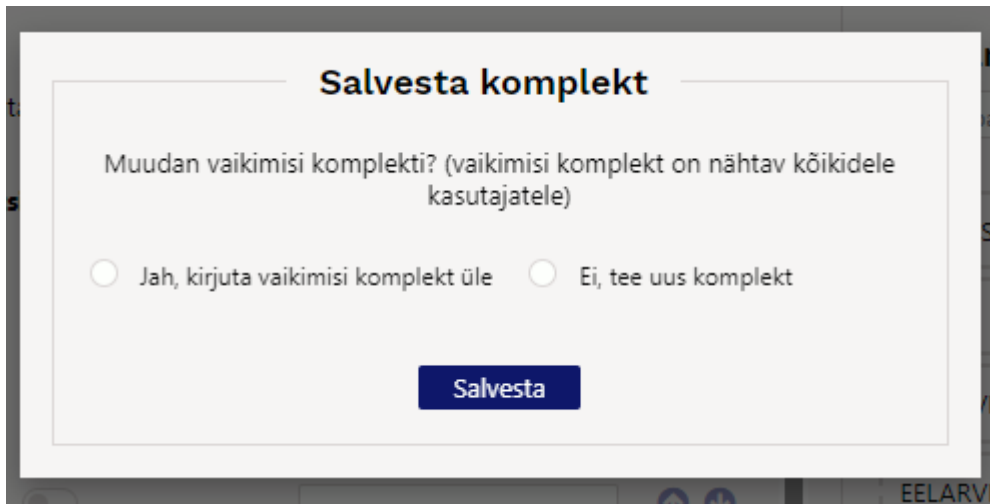 Salvesta komplekt
Muudan vaikimisi komplekti? (vaikimisi komplekt on nähtav kõikidele
kasutajatele)
Jah, kirjuta vaikimisi komplekt üle
Ei, tee uus komplekt
Salvesta